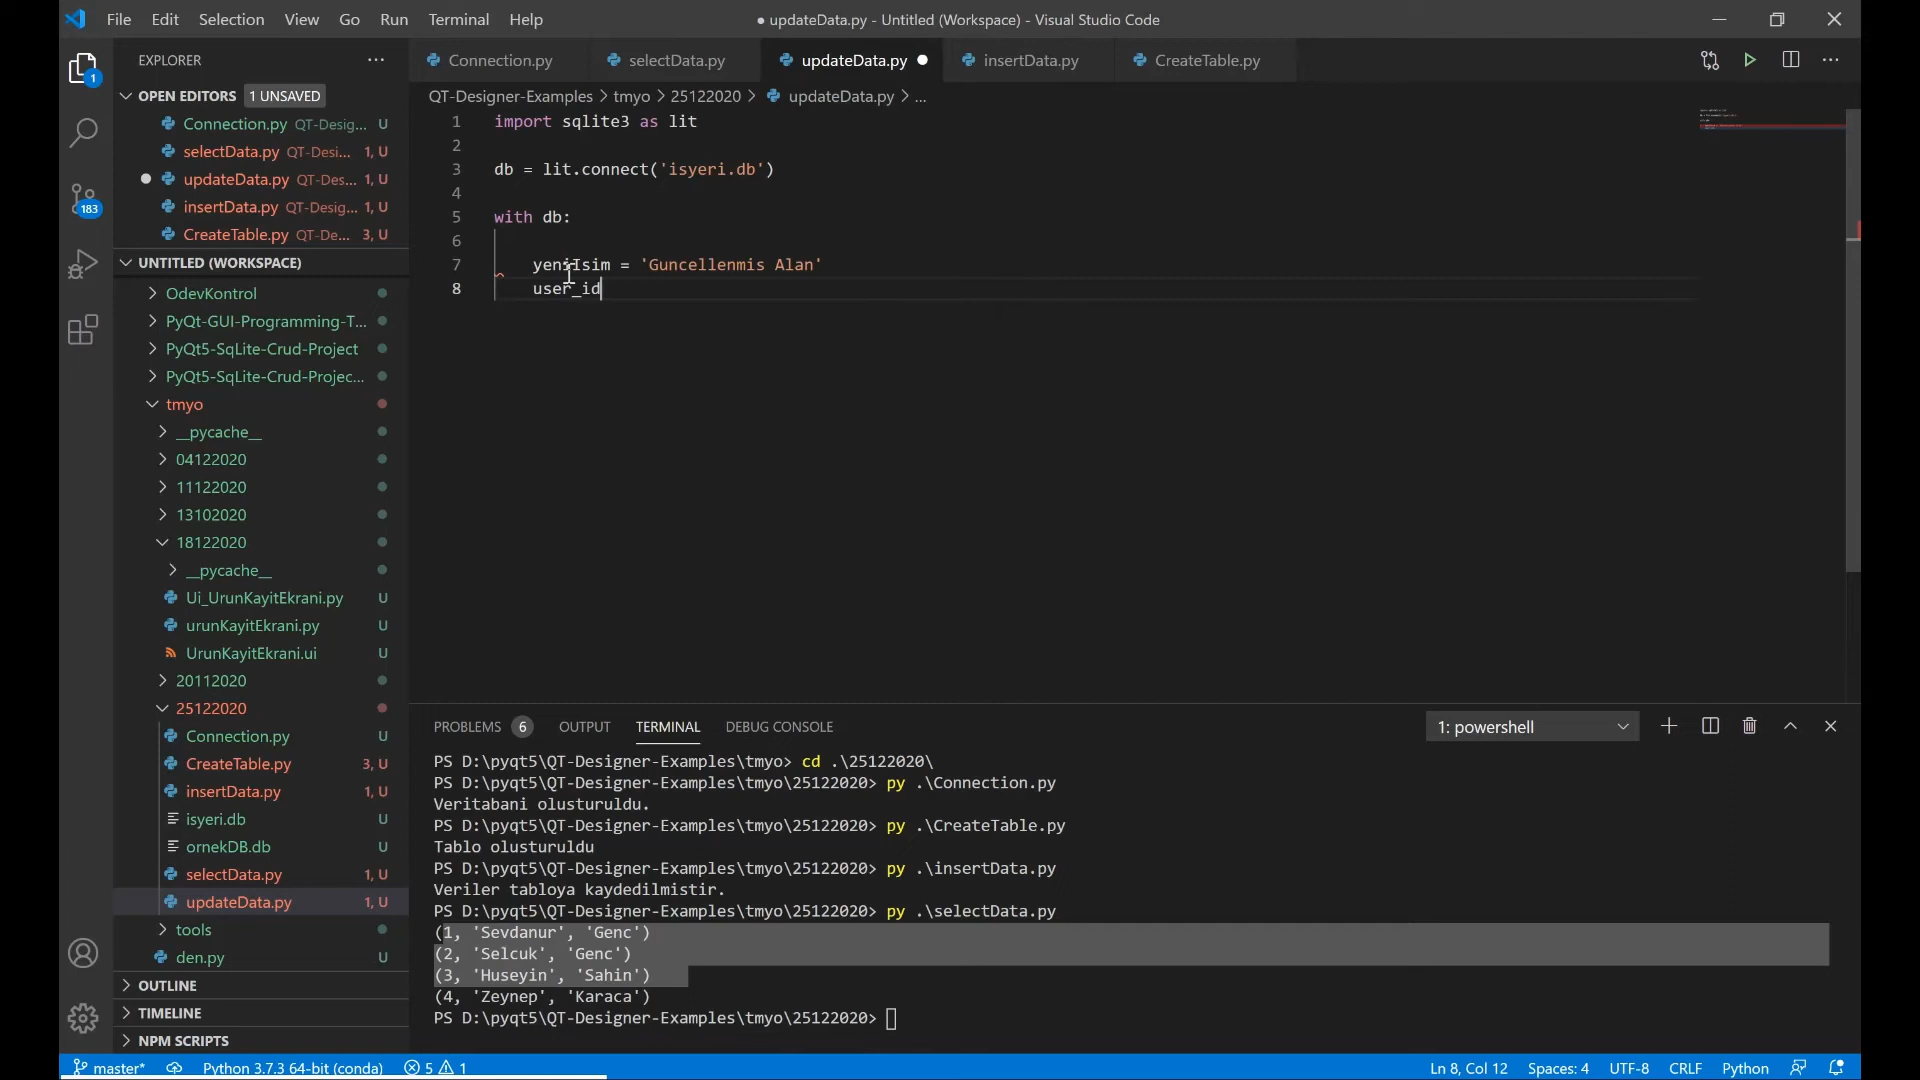 File Edit Selection View Go Run Terminal Help
● updateData.py - Untitled (Workspace) - Visual Studio Code
EXPLORER
OPEN EDITORS 1 UNSAVED
Connection.py QT-Desig... U
selectData.py QT-Desi... 1, U
updateData.py QT-Des... 1, U
insertData.py QT-Desig... 1, U
CreateTable.py QT-De... 3, U
UNTITLED (WORKSPACE)
OdevKontrol
PyQt-GUI-Programming-T...
PyQt5-SqLite-Crud-Project
PyQt5-SqLite-Crud-Projec...
tmyo
__pycache__
04122020
11122020
13102020
18122020
__pycache__
Ui_UrunKayitEkrani.py U
urunKayitEkrani.py U
UrunKayitEkrani.ui U
20112020
25122020
Connection.py U
CreateTable.py 3, U
insertData.py 1, U
isyeri.db U
ornekDB.db U
selectData.py 1, U
updateData.py 1, U
tools
den.py U
OUTLINE
TIMELINE
NPM SCRIPTS
1
183
Connection.py selectData.py updateData.py insertData.py CreateTable.py
QT-Designer-Examples > tmyo > 25122020 > updateData.py > ...
1 import sqlite3 as lit
2
3 db = lit.connect('isyeri.db')
4
5 with db:
6
7 yeniIsim = 'Guncellenmis Alan'
8 user_id
PROBLEMS 6 OUTPUT TERMINAL DEBUG CONSOLE 1: powershell
PS D:\pyqt5\QT-Designer-Examples\tmyo> cd .\25122020\
PS D:\pyqt5\QT-Designer-Examples\tmyo\25122020> py .\Connection.py
Veritabani olusturuldu.
PS D:\pyqt5\QT-Designer-Examples\tmyo\25122020> py .\CreateTable.py
Tablo olusturuldu
PS D:\pyqt5\QT-Designer-Examples\tmyo\25122020> py .\insertData.py
Veriler tabloya kaydedilmistir.
PS D:\pyqt5\QT-Designer-Examples\tmyo\25122020> py .\selectData.py
(1, 'Sevdanur', 'Genc')
(2, 'Selcuk', 'Genc')
(3, 'Huseyin', 'Sahin')
(4, 'Zeynep', 'Karaca')
PS D:\pyqt5\QT-Designer-Examples\tmyo\25122020>
master* Python 3.7.3 64-bit (conda) 5 1 Ln 8, Col 12 Spaces: 4 UTF-8 CRLF Python